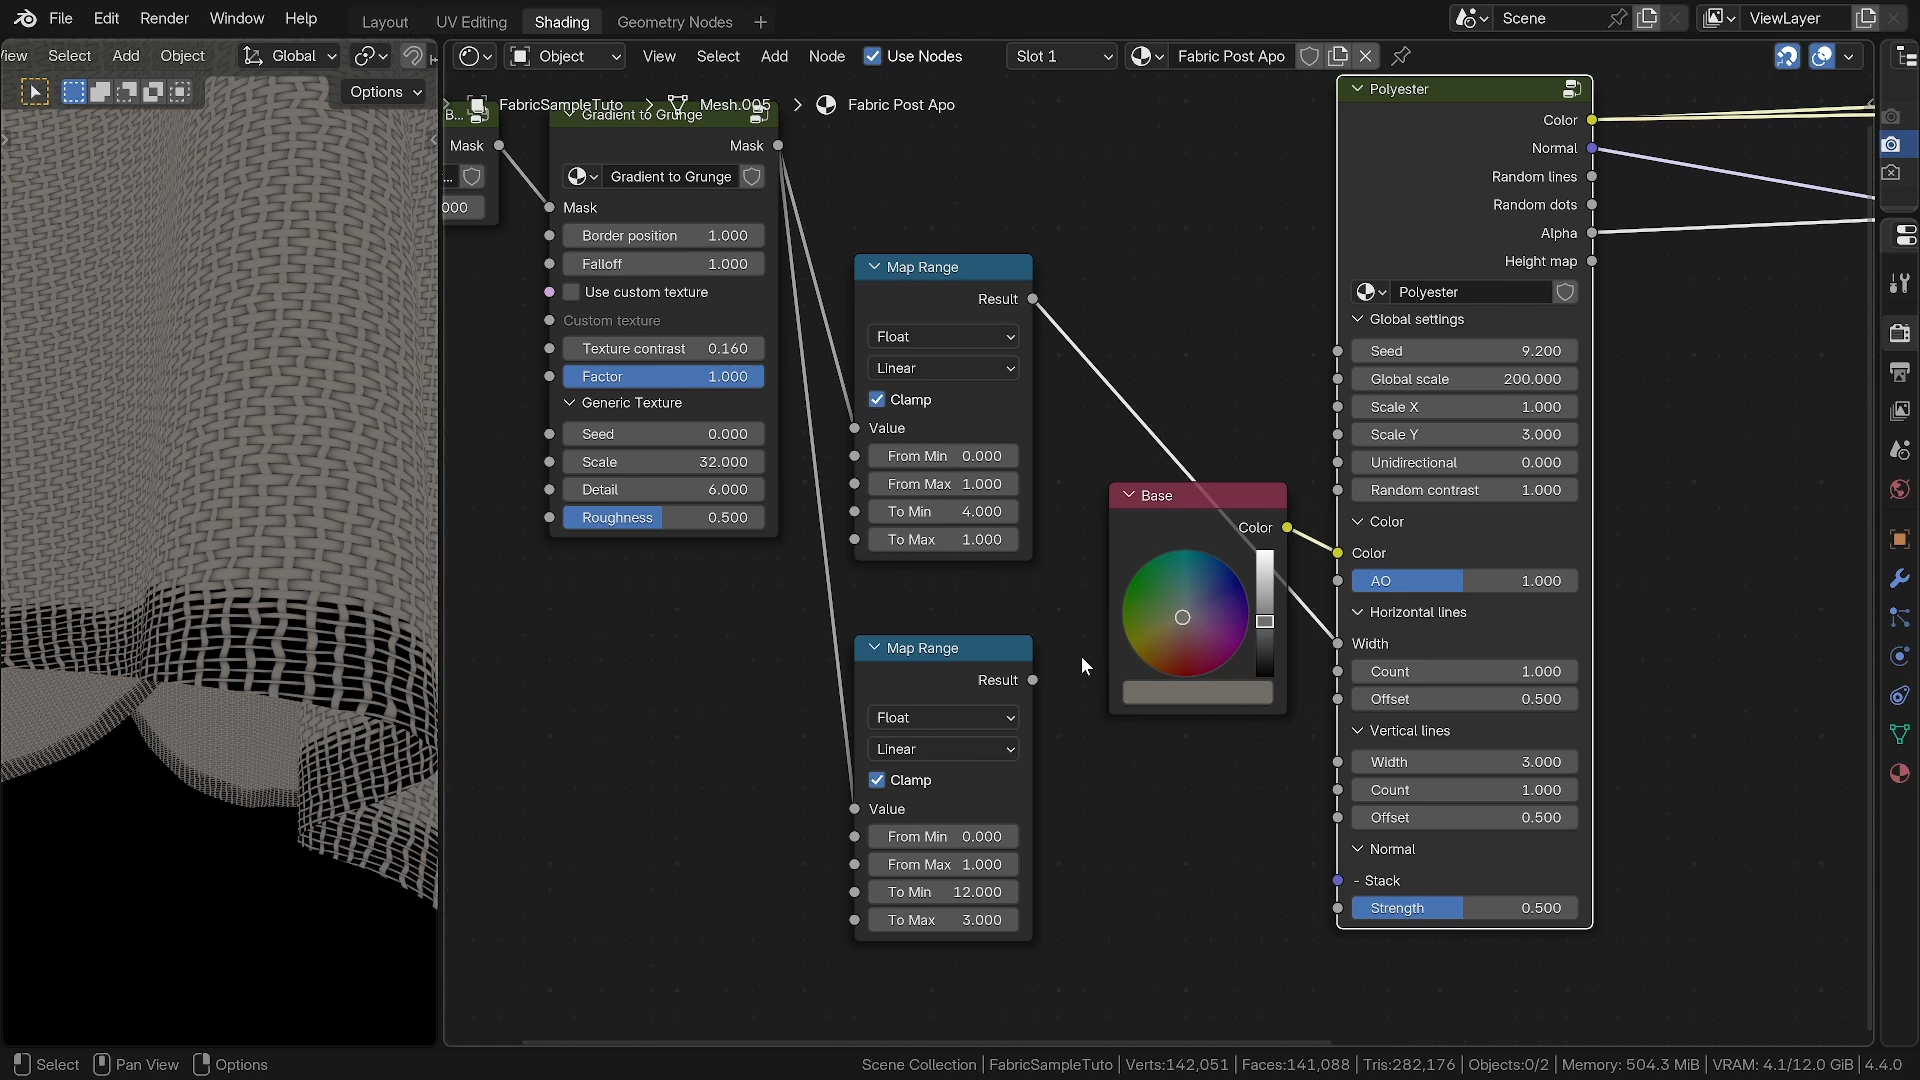 File Edit Render Window Help Layout UV Editing Shading Geometry Nodes + Scene ViewLayer
iew Select Add Object Global Object View Select Add Node Use Nodes Slot 1 Fabric Post Apo
Options
FabricSampleTuto > Mesh.005 > Fabric Post Apo
B...
Mask
...
000
Gradient to Grunge
Mask
Gradient to Grunge
Mask
Border position 1.000
Falloff 1.000
Use custom texture
Custom texture
Texture contrast 0.160
Factor 1.000
Generic Texture
Seed 0.000
Scale 32.000
Detail 6.000
Roughness 0.500
Map Range
Result
Float
Linear
Clamp
Value
From Min 0.000
From Max 1.000
To Min 4.000
To Max 1.000
Map Range
Result
Float
Linear
Clamp
Value
From Min 0.000
From Max 1.000
To Min 12.000
To Max 3.000
Base
Color
Polyester
Color
Normal
Random lines
Random dots
Alpha
Height map
Polyester
Global settings
Seed 9.200
Global scale 200.000
Scale X 1.000
Scale Y 3.000
Unidirectional 0.000
Random contrast 1.000
Color
Color
AO 1.000
Horizontal lines
Width
Count 1.000
Offset 0.500
Vertical lines
Width 3.000
Count 1.000
Offset 0.500
Normal
- Stack
Strength 0.500
Select Pan View Options Scene Collection | FabricSampleTuto | Verts:142,051 | Faces:141,088 | Tris:282,176 | Objects:0/2 | Memory: 504.3 MiB | VRAM: 4.1/12.0 GiB | 4.4.0